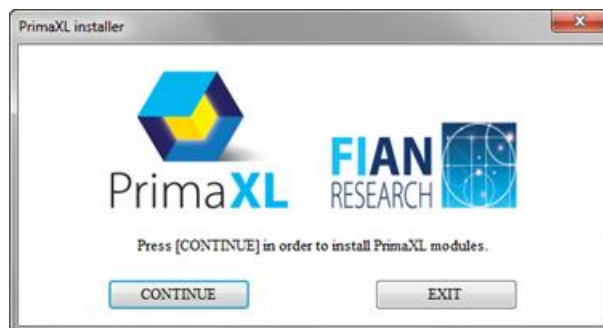 PrimaXL installer
PrimaXL
FIAN
RESEARCH
Press [CONTINUE] in order to install PrimaXL modules.
CONTINUE EXIT